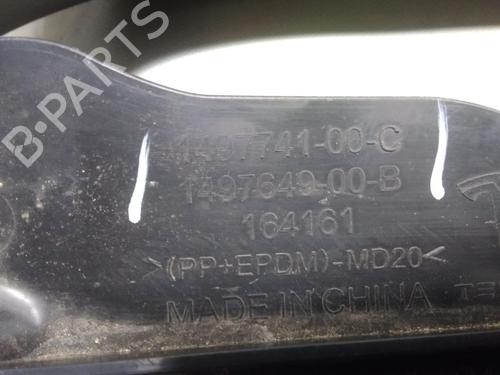 B-PARTS
1497741-00-C
1497649-00-B
164161
>(PP+EPDM)-MD20<
MADE IN CHINA